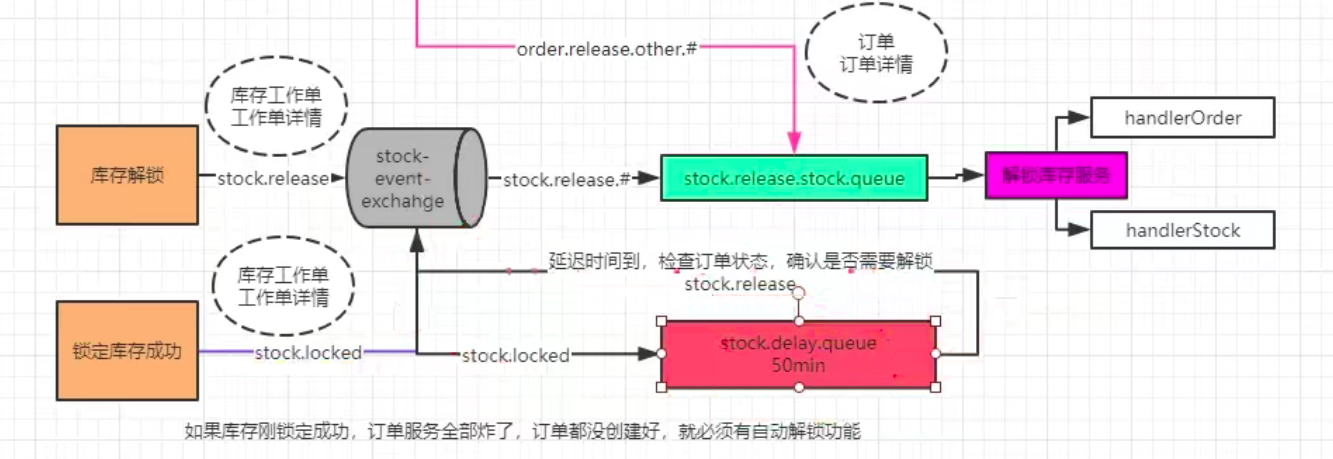 order.release.other.#
订单
订单详情
库存工作单
工作单详情
handlerOrder
库存解锁
stock.release
stock-
event-
exchahge
stock.release.#
stock.release.stock.queue
解锁库存服务
handlerStock
库存工作单
工作单详情
延迟时间到，检查订单状态，确认是否需要解锁
stock.release
锁定库存成功
stock.locked
stock.locked
stock.delay.queue
50min
如果库存刚锁定成功，订单服务全部炸了，订单都没创建好，就必须有自动解锁功能